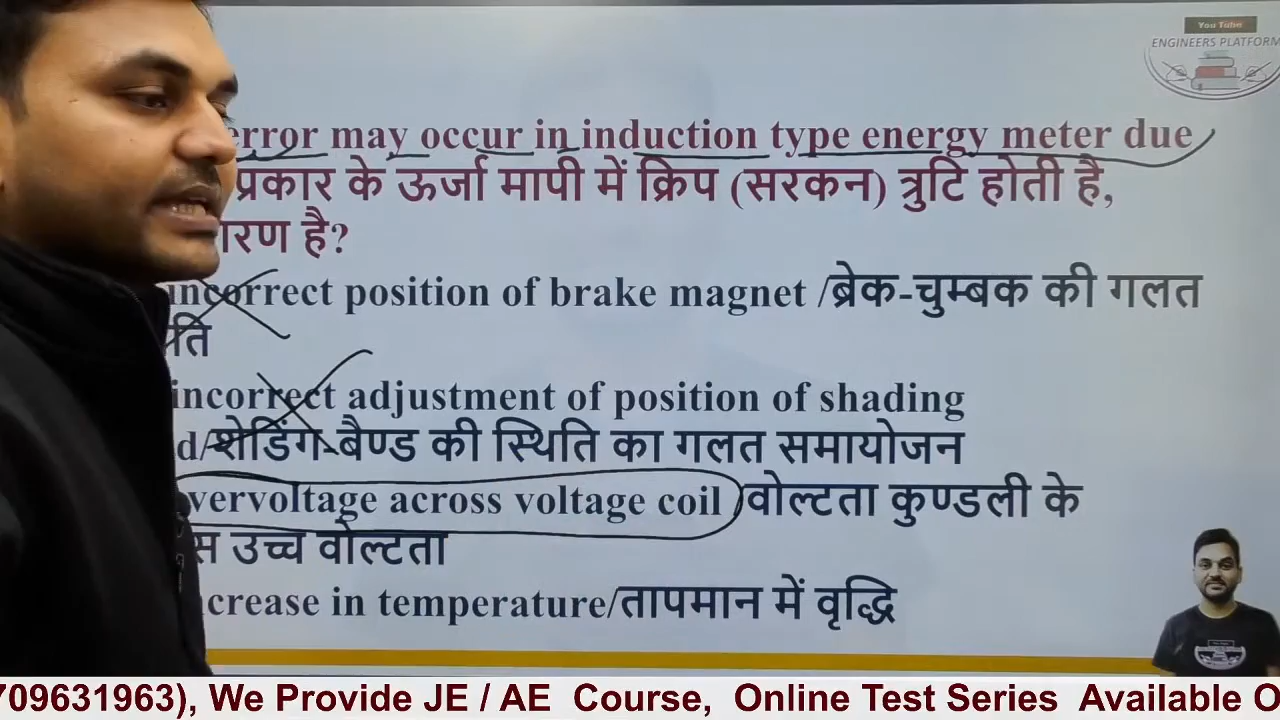 You Tube
ENGINEERS PLATFORM
error may occur in induction type energy meter due
प्रकार के ऊर्जा मापी में क्रिप (सरकन) त्रुटि होती है,
ारण है?
incorrect position of brake magnet /ब्रेक-चुम्बक की गलत
ति
incorrect adjustment of position of shading
d/शेडिंग-बैण्ड की स्थिति का गलत समायोजन
vervoltage across voltage coil /वोल्टता कुण्डली के
स उच्च वोल्टता
crease in temperature/तापमान में वृद्धि
709631963), We Provide JE / AE Course, Online Test Series Available O